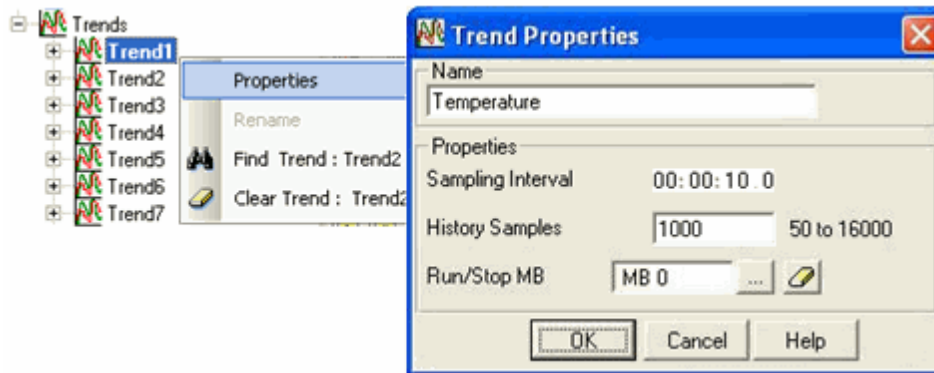 Trends
Trend1
Trend2
Trend3
Trend4
Trend5
Trend6
Trend7
Properties
Rename
Find Trend : Trend2
Clear Trend : Trend2
Trend Properties
Name
Temperature
Properties
Sampling Interval 00:00:10.0
History Samples 1000 50 to 16000
Run/Stop MB MB 0 ...
OK Cancel Help